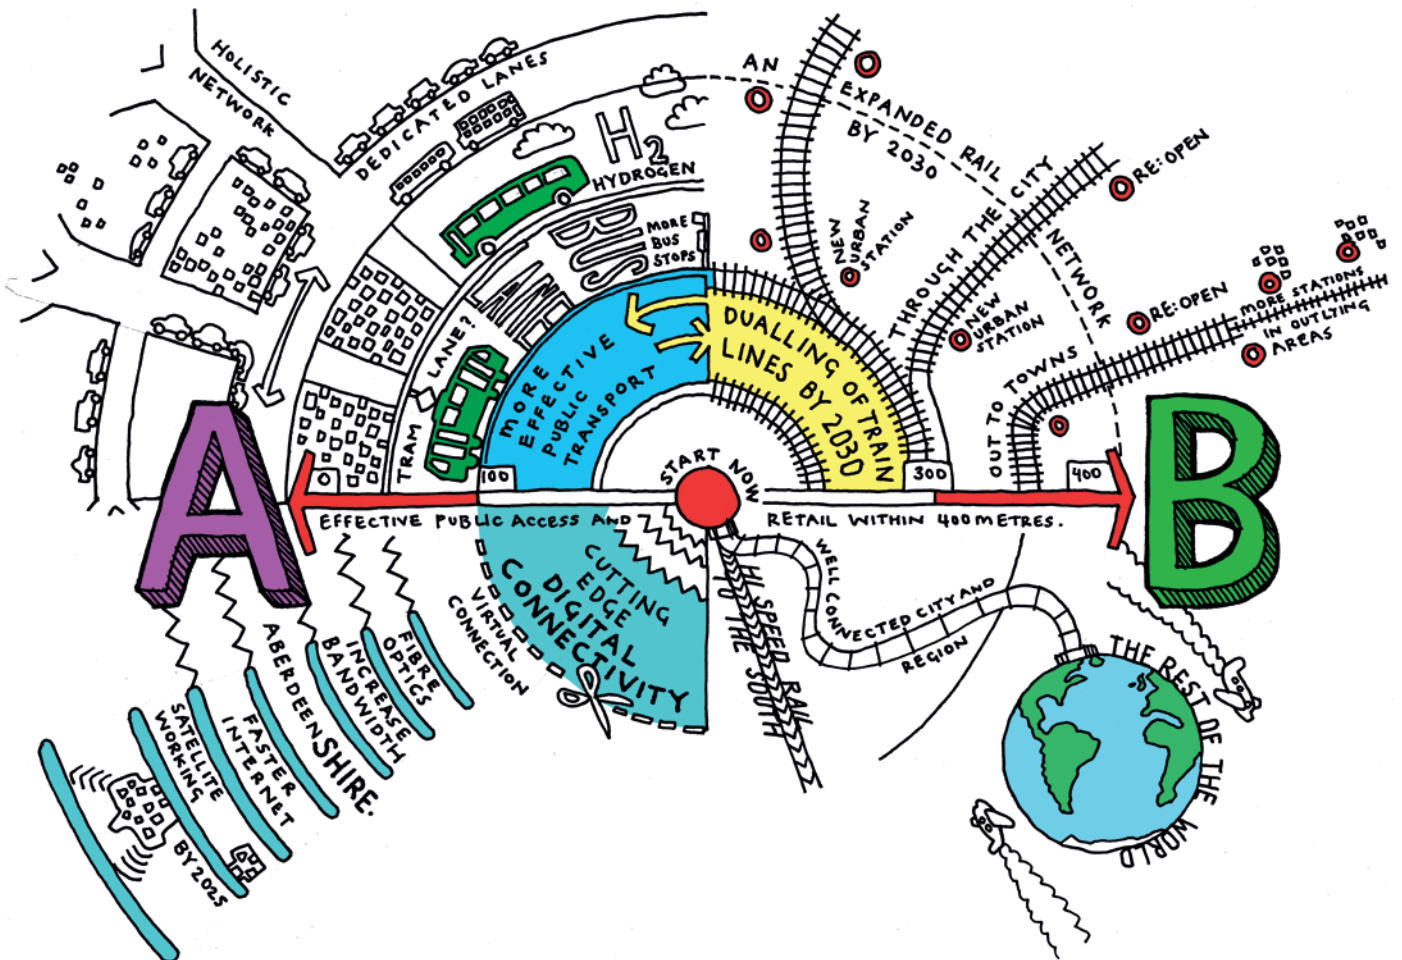 HOLISTIC
NETWORK
DEDICATED LANES
H2
HYDROGEN
BUS
LANE
MORE
BUS
STOPS
TRAM LANE?
MORE
EFFECTIVE
PUBLIC
TRANSPORT
DUALLING OF TRAIN
LINES BY 2030
AN EXPANDED RAIL NETWORK
BY 2030
THROUGH THE CITY
NEW
URBAN
STATION
NEW
URBAN
STATION
RE:OPEN
RE:OPEN
MORE STATIONS
IN OUTLYING
AREAS
OUT TO TOWNS
START NOW
A
0
100
300
400
B
EFFECTIVE PUBLIC ACCESS AND RETAIL WITHIN 400 METRES.
CUTTING
EDGE
DIGITAL
CONNECTIVITY
VIRTUAL
CONNECTION
HI SPEED RAIL
TO THE SOUTH
WELL CONNECTED CITY AND
REGION
THE REST OF THE WORLD
FIBRE
OPTICS
INCREASE
BANDWIDTH
ABERDEENSHIRE.
FASTER
INTERNET
SATELLITE
WORKING
BY 2025